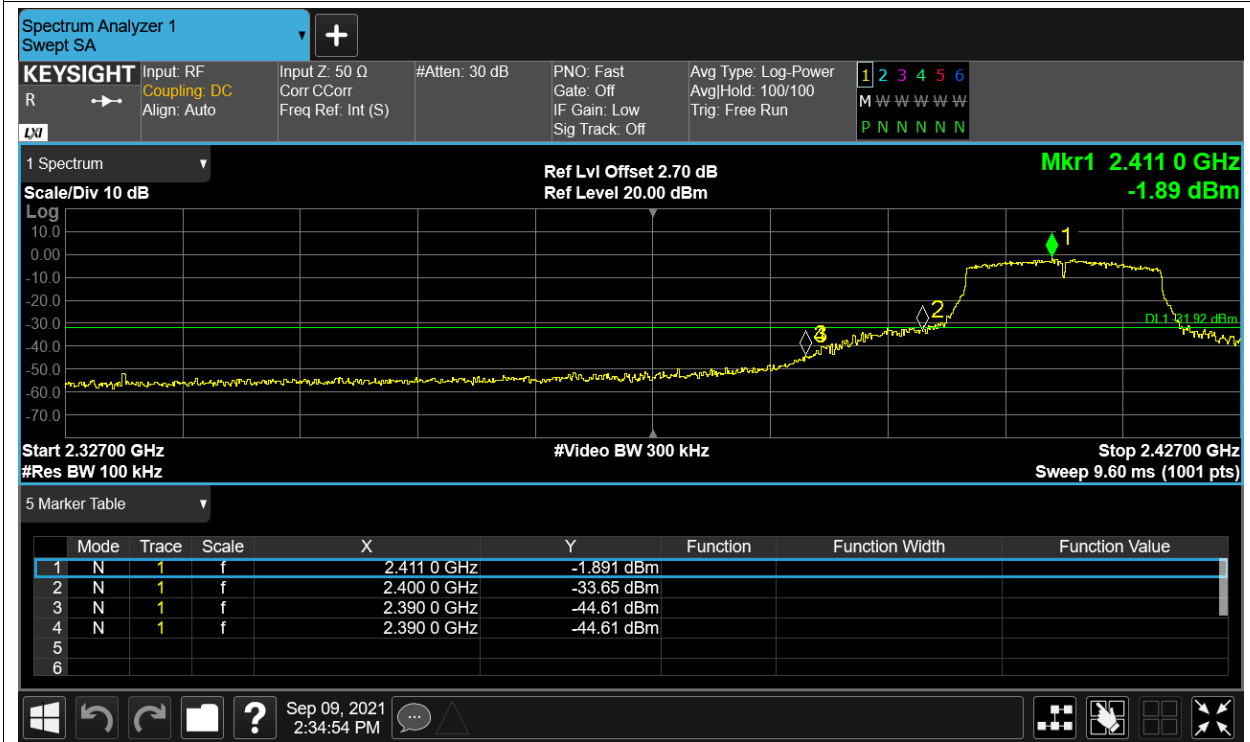 Spectrum Analyzer 1
Swept SA
+
KEYSIGHT Input: RF Input Z: 50 Ω #Atten: 30 dB PNO: Fast Avg Type: Log-Power 1 2 3 4 5 6
R Coupling: DC Corr CCorr Gate: Off Avg|Hold: 100/100 M W W W W W
Align: Auto Freq Ref: Int (S) IF Gain: Low Trig: Free Run
LXI Sig Track: Off P N N N N N
1 Spectrum Ref Lvl Offset 2.70 dB Mkr1 2.411 0 GHz
Scale/Div 10 dB Ref Level 20.00 dBm -1.89 dBm
Log
10.0 1
0.00
-10.0
-20.0
2
-30.0 DL1 -31.92 dBm
3
-40.0
-50.0
-60.0
-70.0
Start 2.32700 GHz #Video BW 300 kHz Stop 2.42700 GHz
#Res BW 100 kHz Sweep 9.60 ms (1001 pts)
5 Marker Table
Mode Trace Scale X Y Function Function Width Function Value
1 N 1 f 2.411 0 GHz -1.891 dBm
2 N 1 f 2.400 0 GHz -33.65 dBm
3 N 1 f 2.390 0 GHz -44.61 dBm
4 N 1 f 2.390 0 GHz -44.61 dBm
5
6
? Sep 09, 2021
2:34:54 PM